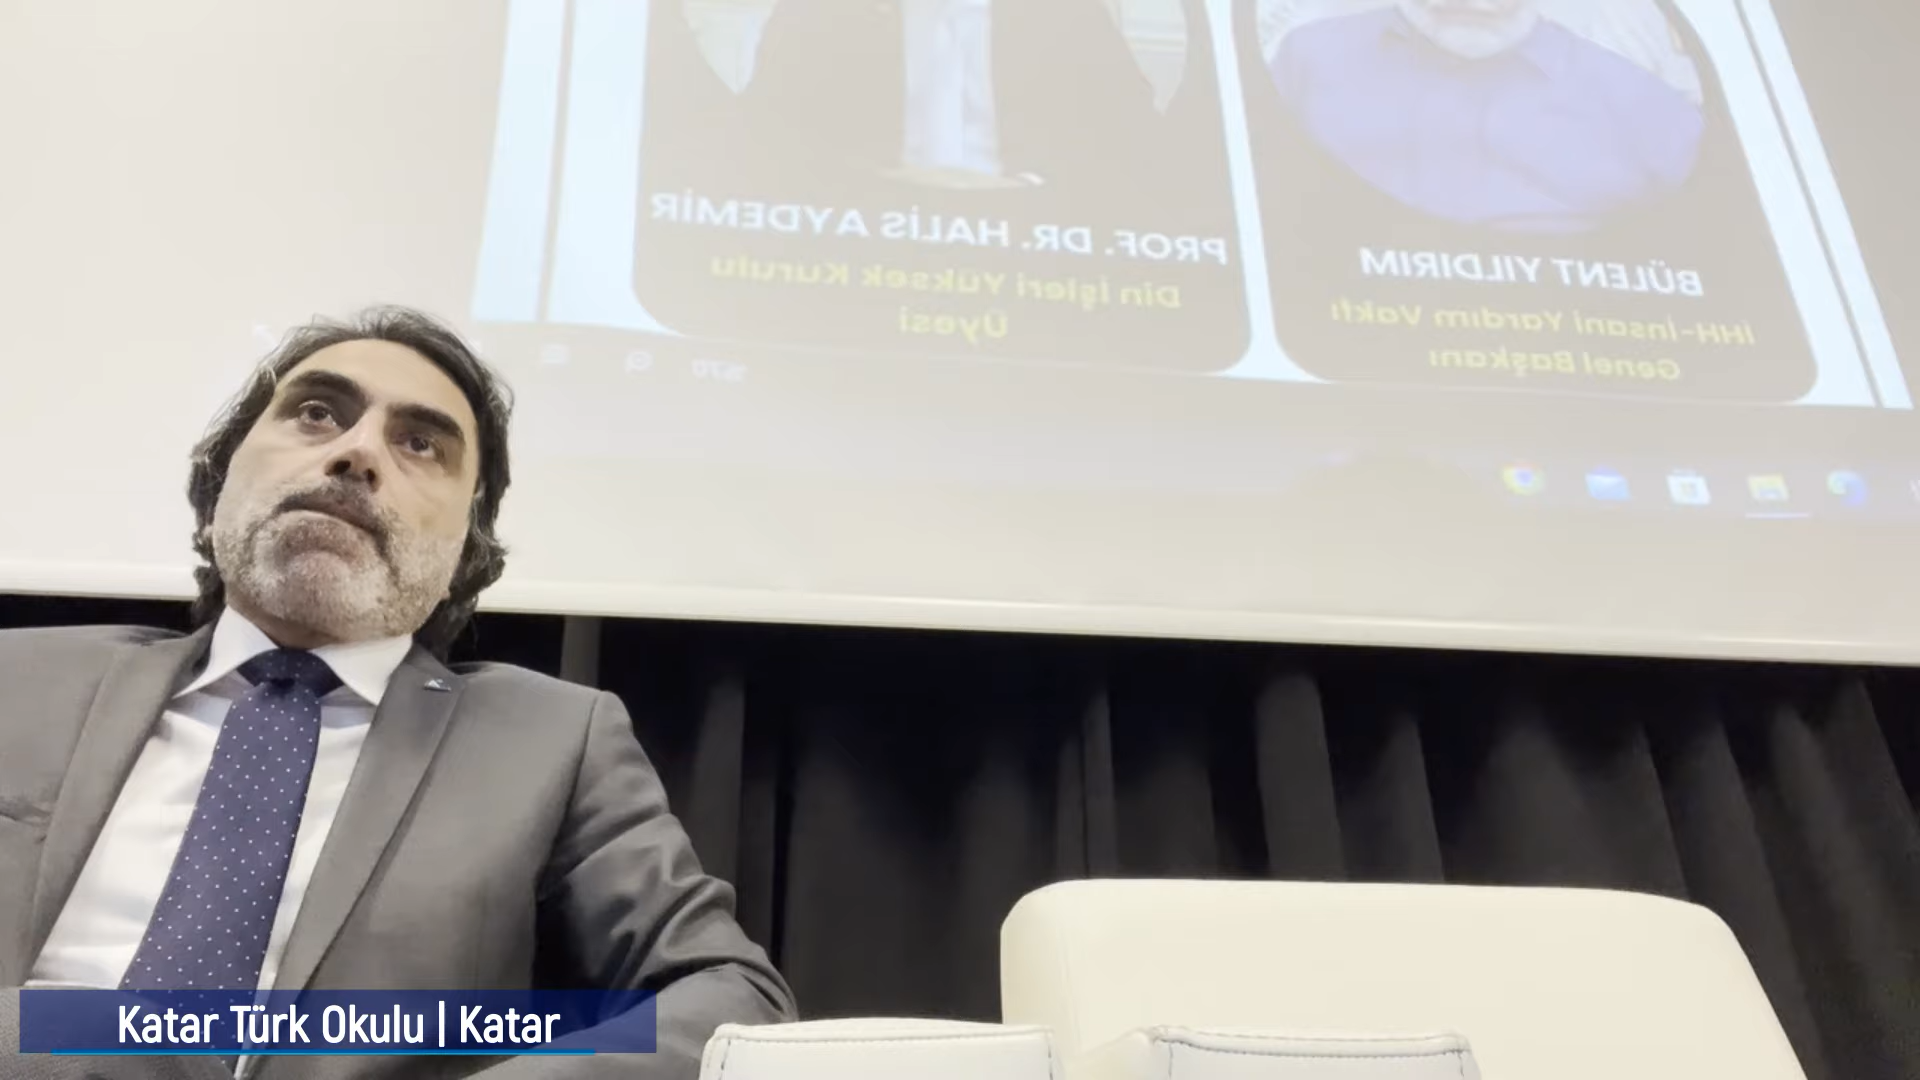 PROF. DR. HALİS AYDEMİR
Din İşleri Yüksek Kurulu
Üyesi
BÜLENT YILDIRIM
İHH-İnsani Yardım Vakfı
Genel Başkanı
%70
Katar Türk Okulu | Katar